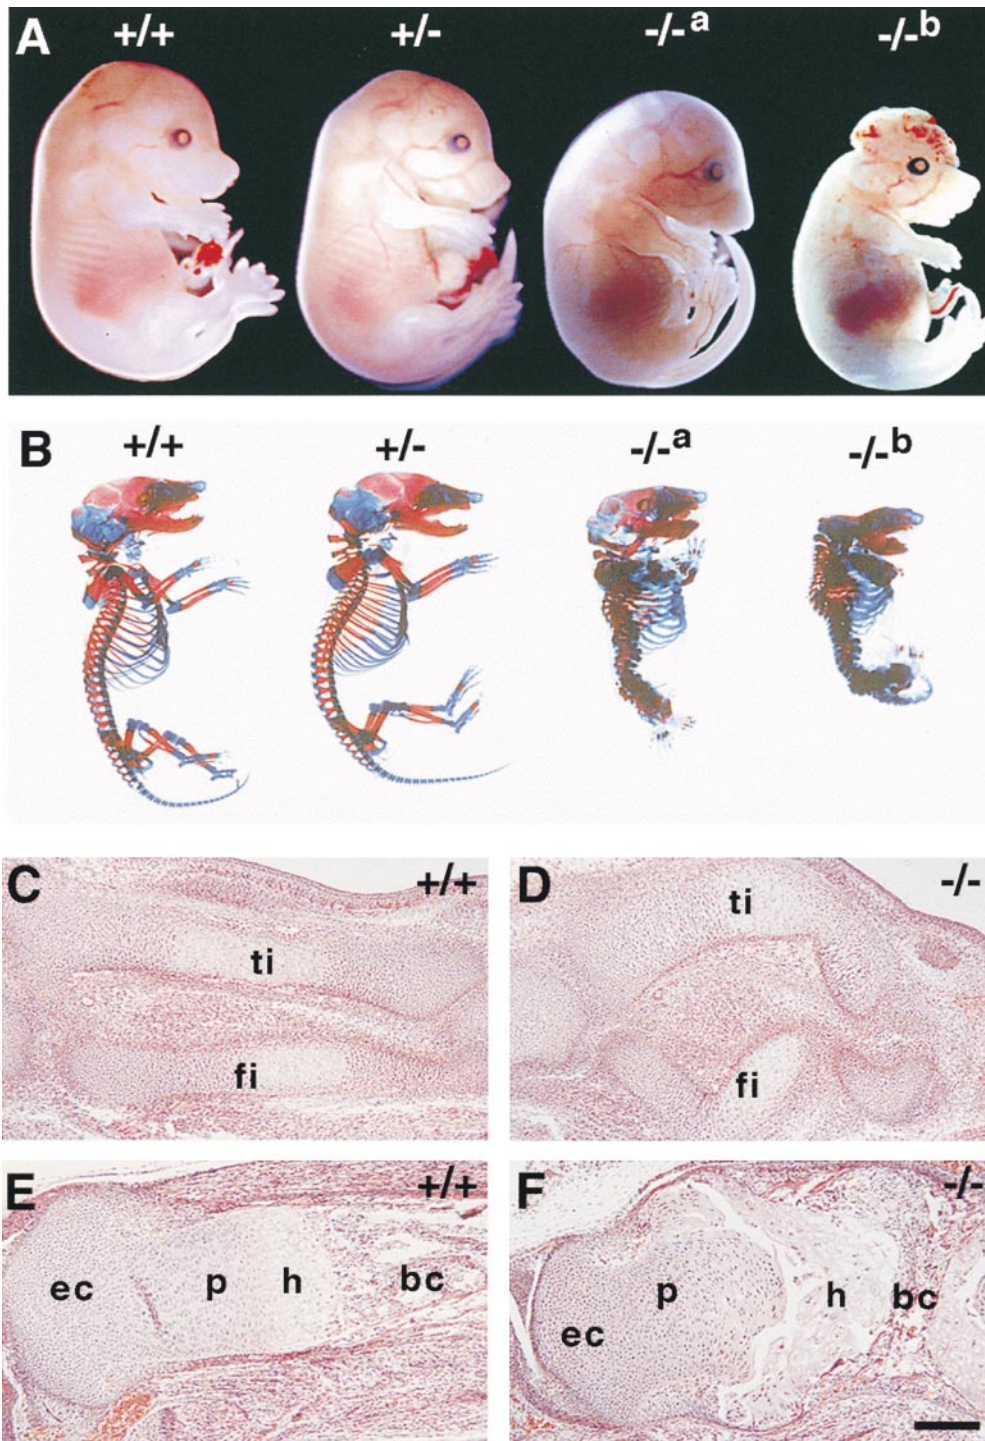 A +/+ +/- -/-a -/-b
B +/+ +/- -/-a -/-b
C +/+
ti
fi
D -/-
ti
fi
E +/+
ec p h bc
F -/-
ec p h bc